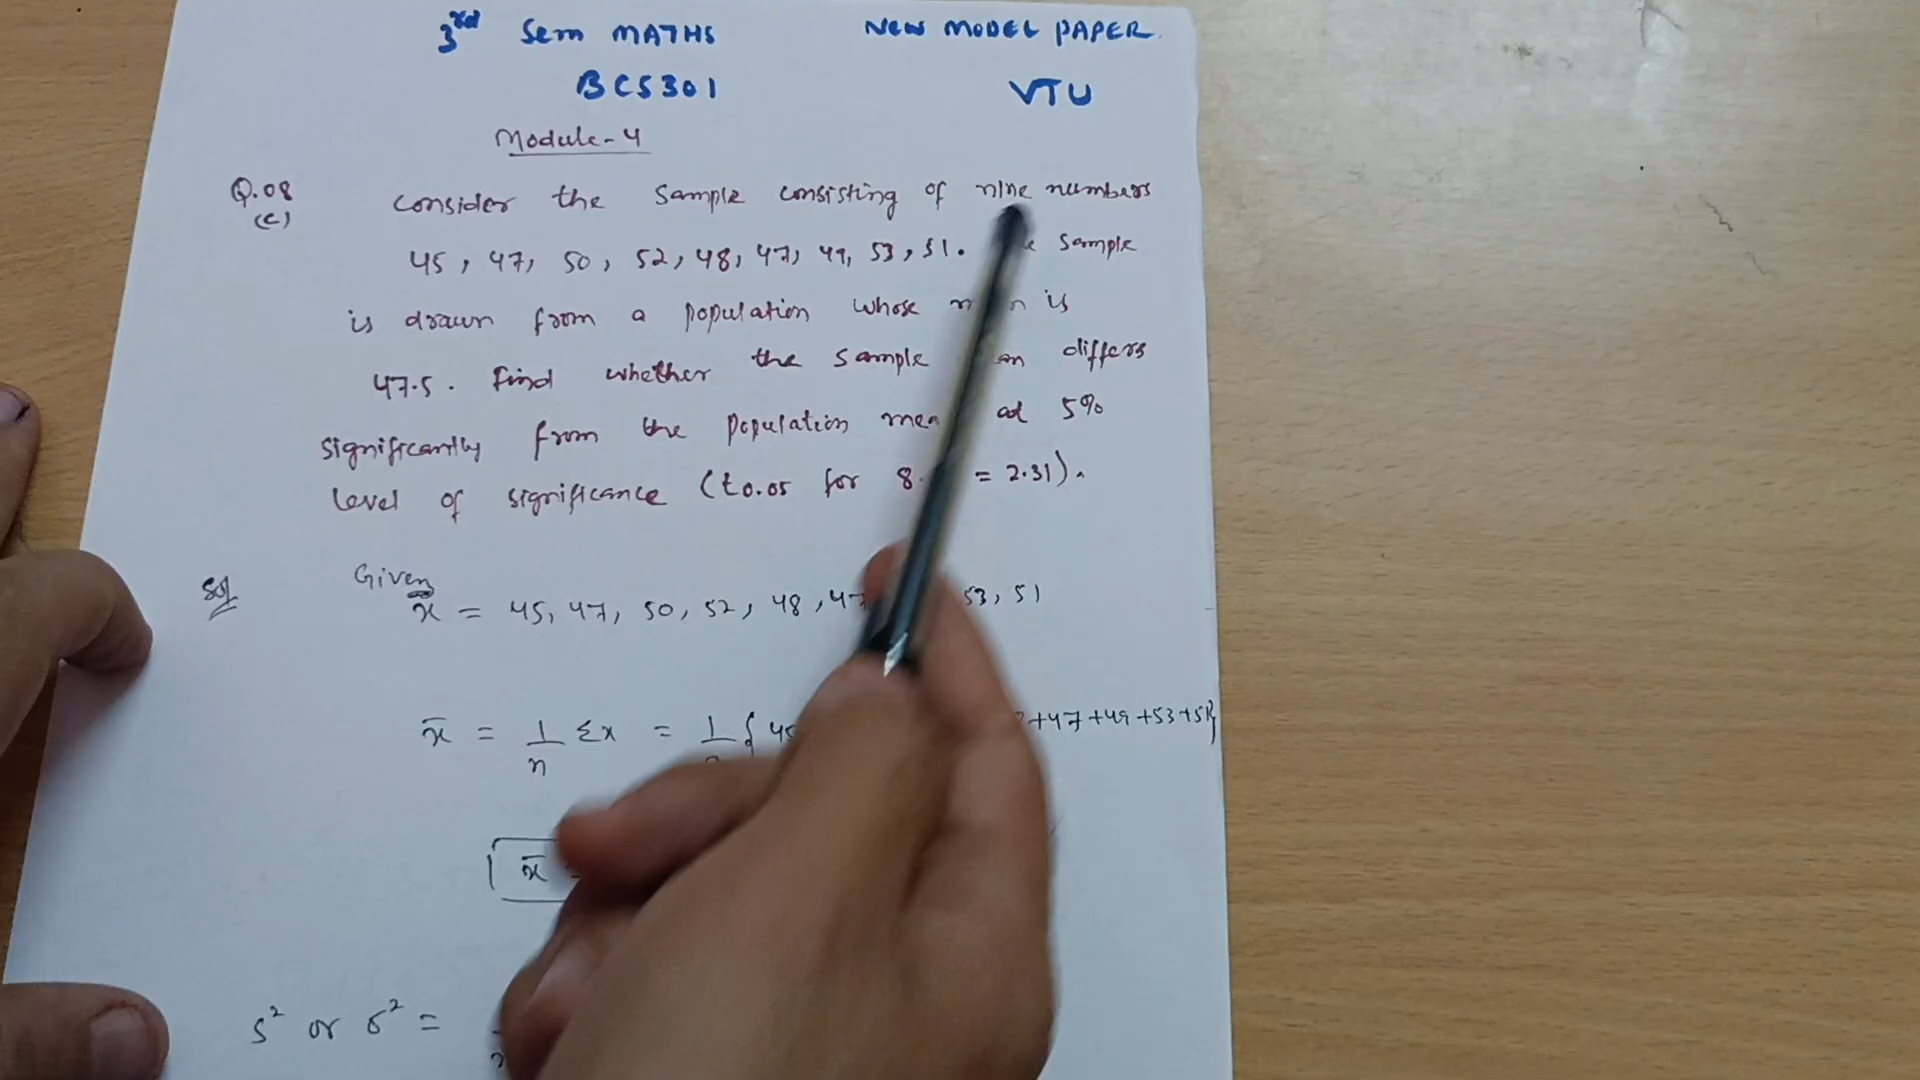 3rd Sem MATHS NEW MODEL PAPER.
BCS301 VTU
Module-4
Q.08 Consider the Sample Consisting of nine numbers
(c) 45, 47, 50, 52, 48, 47, 49, 53, 51. Sample
is drawn from a population whose is
47.5. Find whether the Sample differs
significantly from the population at 5%
level of significance (t0.05 for 8. = 2.31).
Sol Given
x = 45, 47, 50, 52, 48, 53, 51
x̄ = 1/n Σx = 1/ { +47+49+53+51}
x̄
s² or σ² =